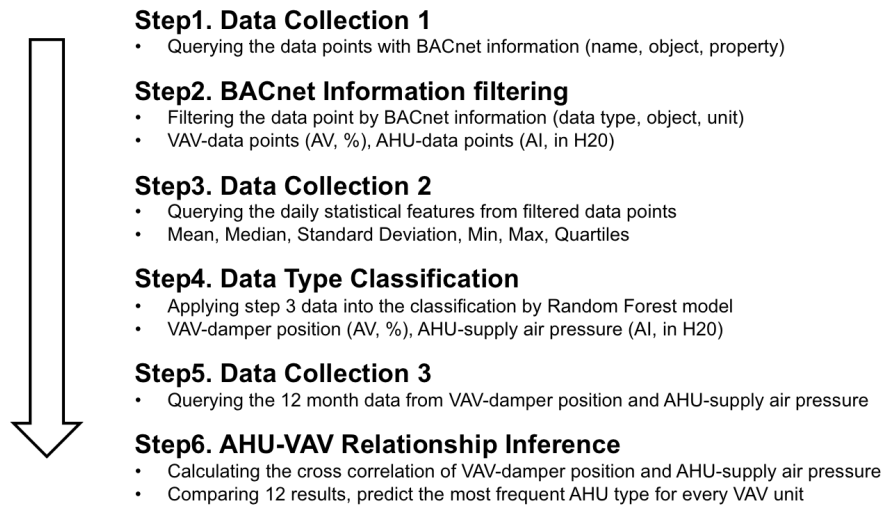 Step1. Data Collection 1
• Querying the data points with BACnet information (name, object, property)
Step2. BACnet Information filtering
• Filtering the data point by BACnet information (data type, object, unit)
• VAV-data points (AV, %), AHU-data points (AI, in H20)
Step3. Data Collection 2
• Querying the daily statistical features from filtered data points
• Mean, Median, Standard Deviation, Min, Max, Quartiles
Step4. Data Type Classification
• Applying step 3 data into the classification by Random Forest model
• VAV-damper position (AV, %), AHU-supply air pressure (AI, in H20)
Step5. Data Collection 3
• Querying the 12 month data from VAV-damper position and AHU-supply air pressure
Step6. AHU-VAV Relationship Inference
• Calculating the cross correlation of VAV-damper position and AHU-supply air pressure
• Comparing 12 results, predict the most frequent AHU type for every VAV unit